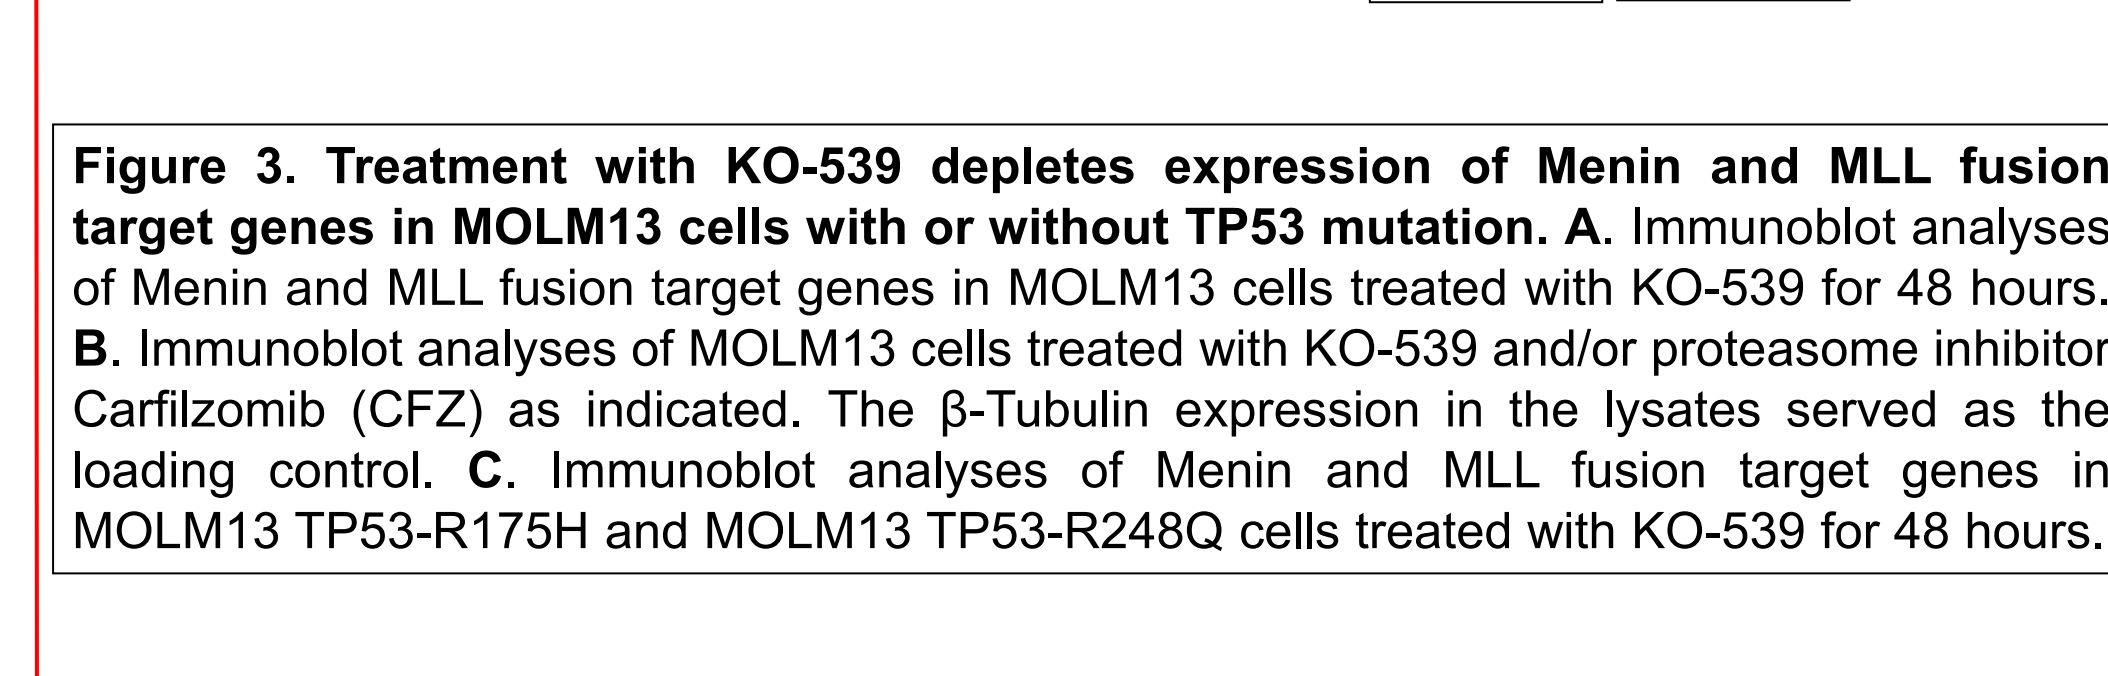 Figure 3. Treatment with KO-539 depletes expression of Menin and MLL fusion
target genes in MOLM13 cells with or without TP53 mutation. A. Immunoblot analyses
of Menin and MLL fusion target genes in MOLM13 cells treated with KO-539 for 48 hours.
B. Immunoblot analyses of MOLM13 cells treated with KO-539 and/or proteasome inhibitor
Carfilzomib (CFZ) as indicated. The β-Tubulin expression in the lysates served as the
loading control. C. Immunoblot analyses of Menin and MLL fusion target genes in
MOLM13 TP53-R175H and MOLM13 TP53-R248Q cells treated with KO-539 for 48 hours.